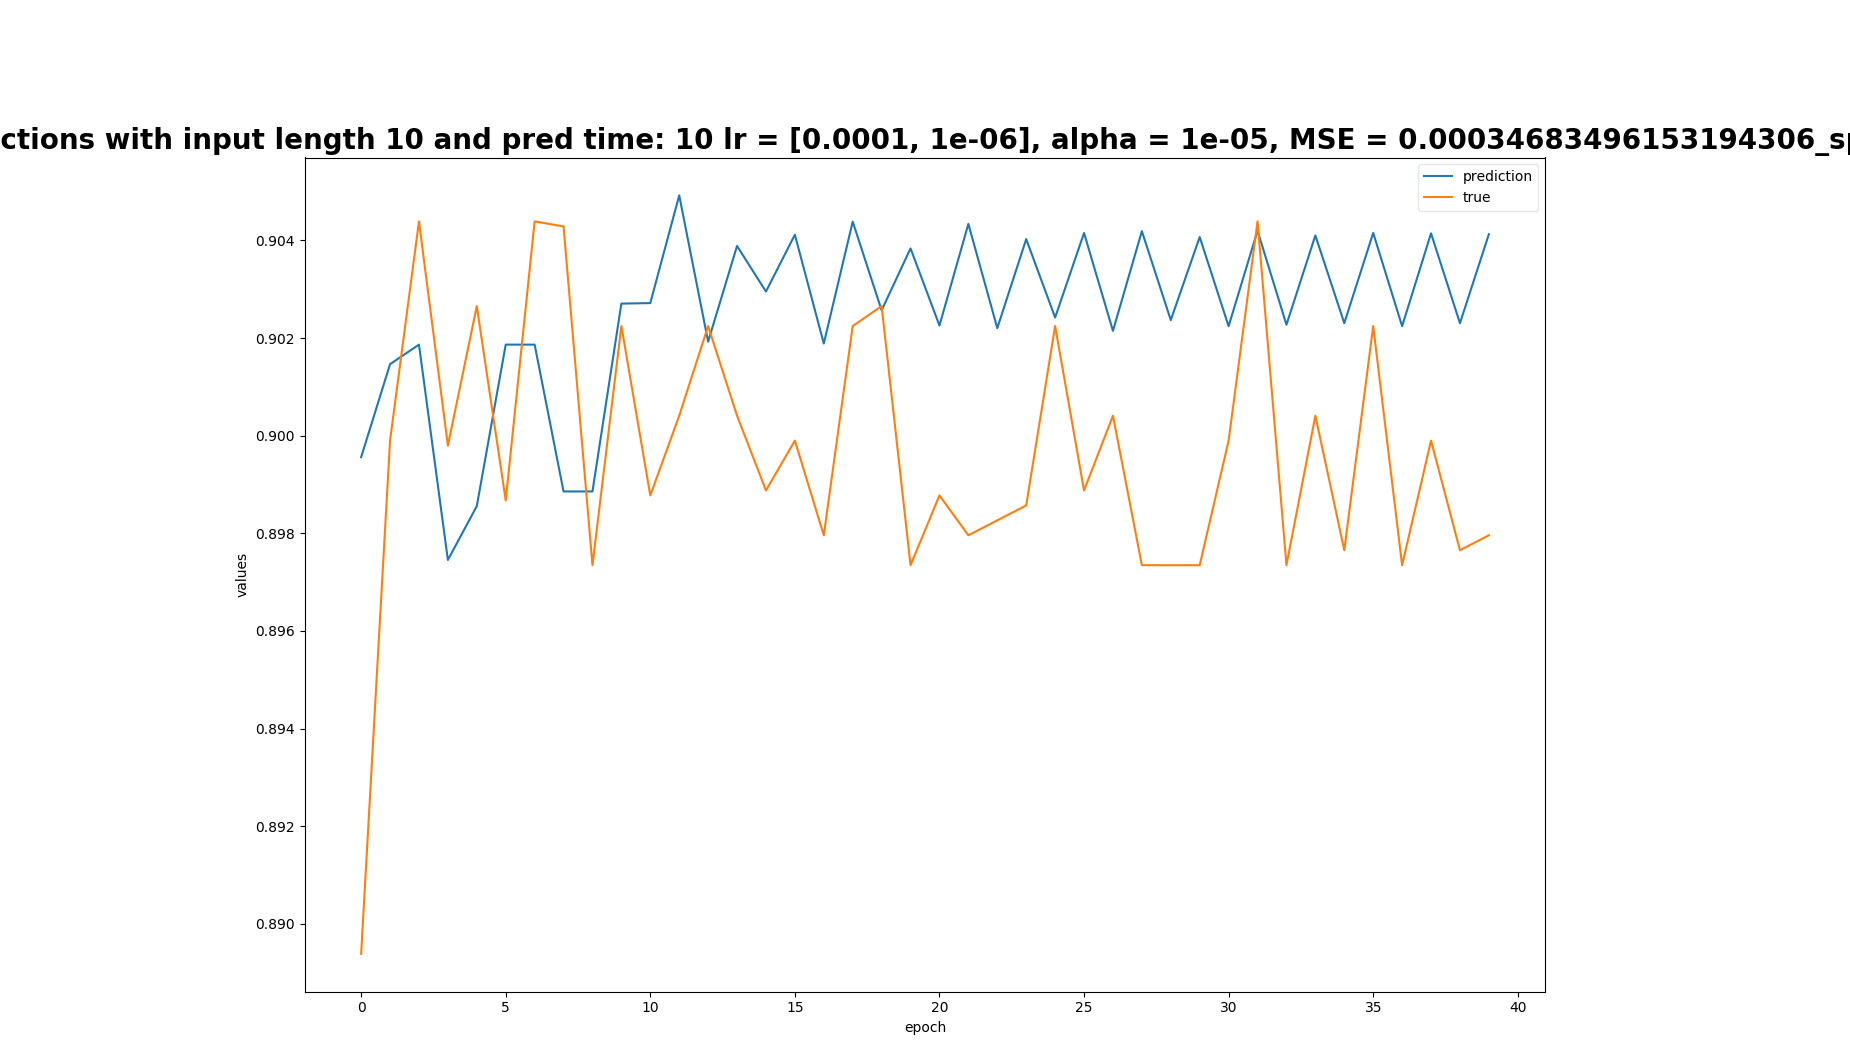 ctions with input length 10 and pred time: 10 lr = [0.0001, 1e-06], alpha = 1e-05, MSE = 0.00034683496153194306_sp
prediction
true
0.904
0.902
0.900
0.898
0.896
0.894
0.892
0.890
values
0 5 10 15 20 25 30 35 40
epoch